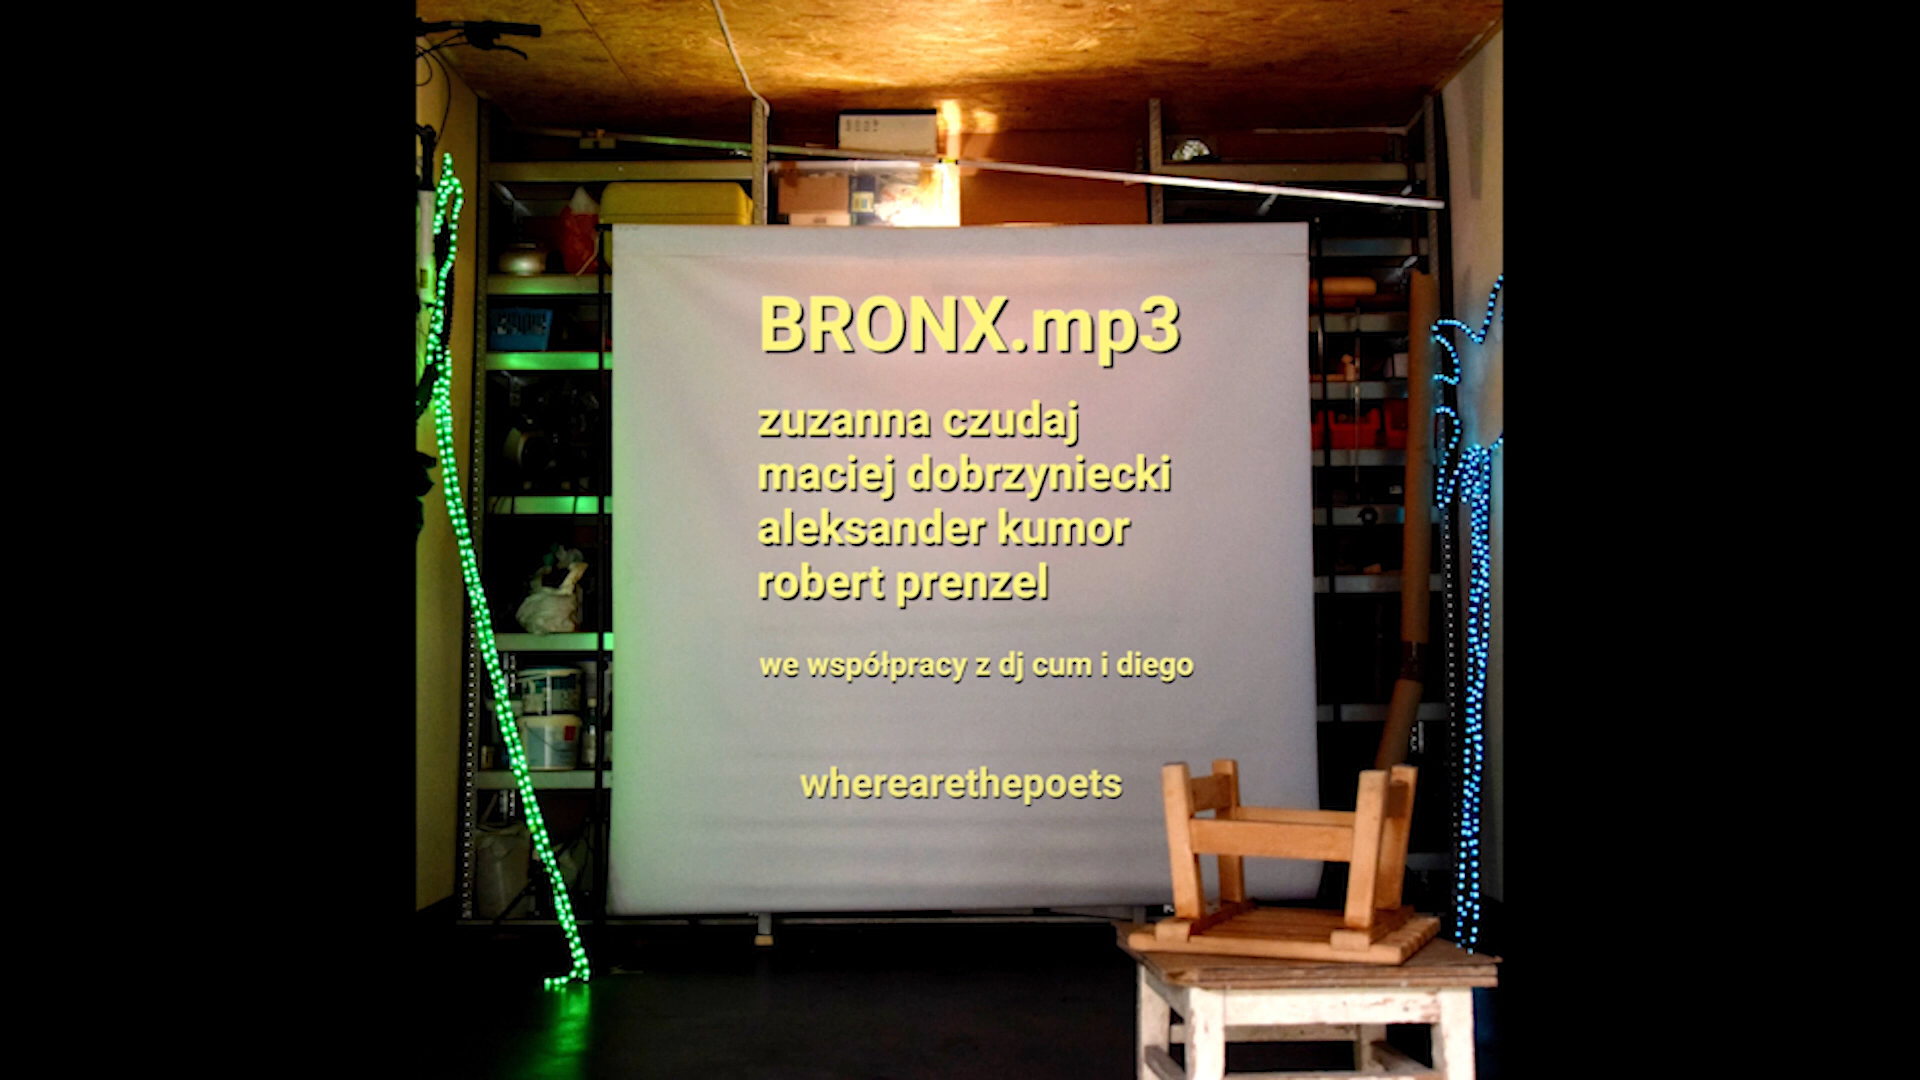 BRONX.mp3
zuzanna czudaj
maciej dobrzyniecki
aleksander kumor
robert prenzel
we współpracy z dj cum i diego
wherearethepoets